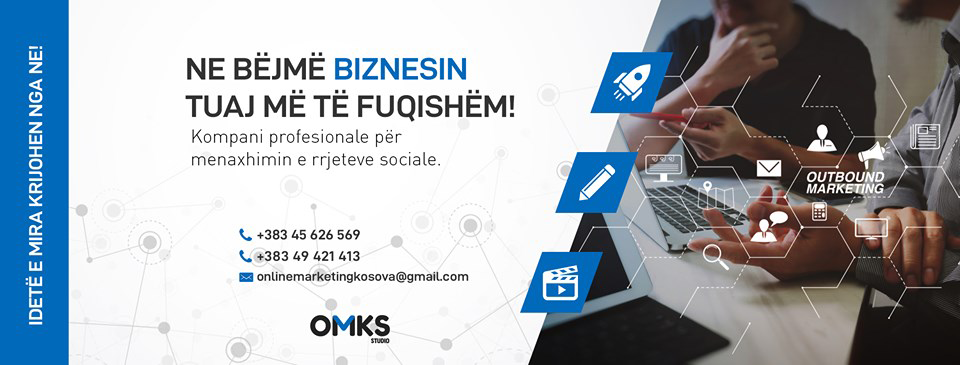 IDETË E MIRA KRIJOHEN NGA NE!
NE BËJMË BIZNESIN
TUAJ MË TË FUQISHËM!
Kompani profesionale për
menaxhimin e rrjeteve sociale.
+383 45 626 569
+383 49 421 413
onlinemarketingkosova@gmail.com
OMKS
STUDIO
OUTBOUND
MARKETING